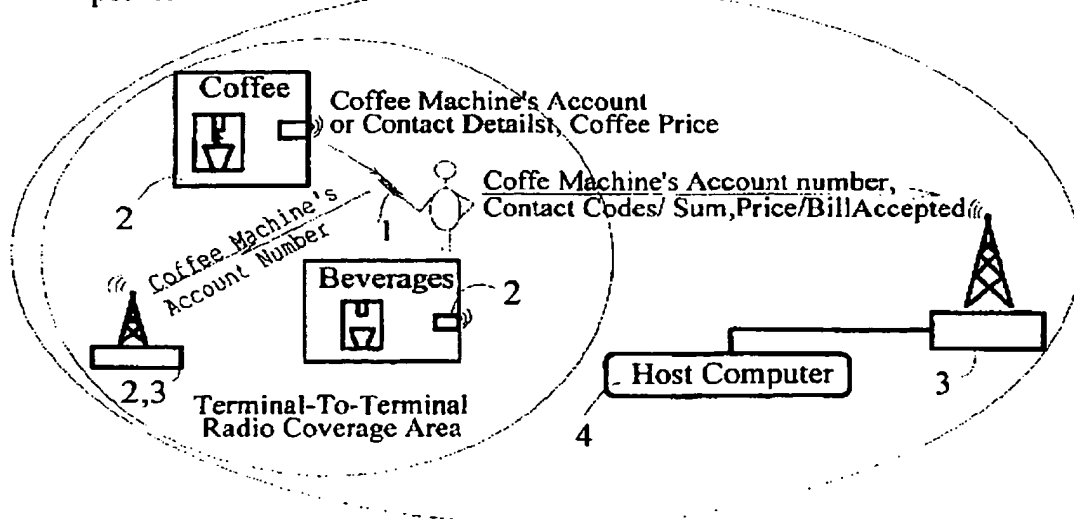 Coffee
Coffee Machine's Account
or Contact Detailst, Coffee Price
2
1
Coffe Machine's Account number,
Contact Codes/ Sum,Price/BillAccepted
Coffee Machine's
Account Number
Beverages
2
2,3
Terminal-To-Terminal
Radio Coverage Area
Host Computer
4
3